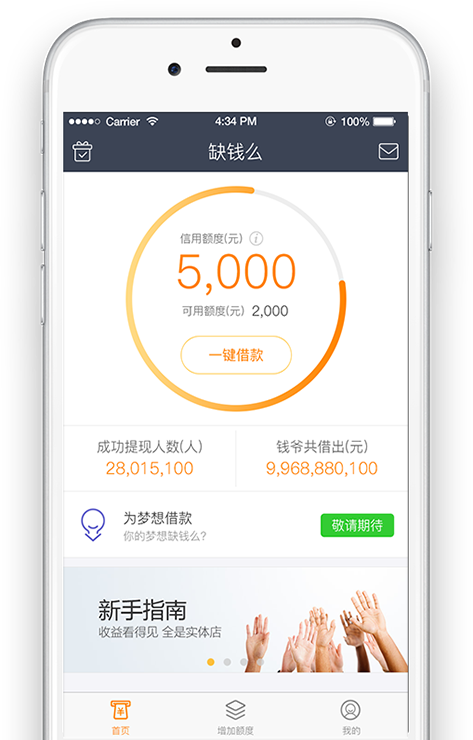 Carrier 4:34 PM 100%
缺钱么
信用额度(元)
5,000
可用额度(元) 2,000
一键借款
成功提现人数(人) 钱爷共借出(元)
28,015,100 9,968,880,100
为梦想借款
你的梦想缺钱么?
敬请期待
新手指南
收益看得见 全是实体店
首页 增加额度 我的